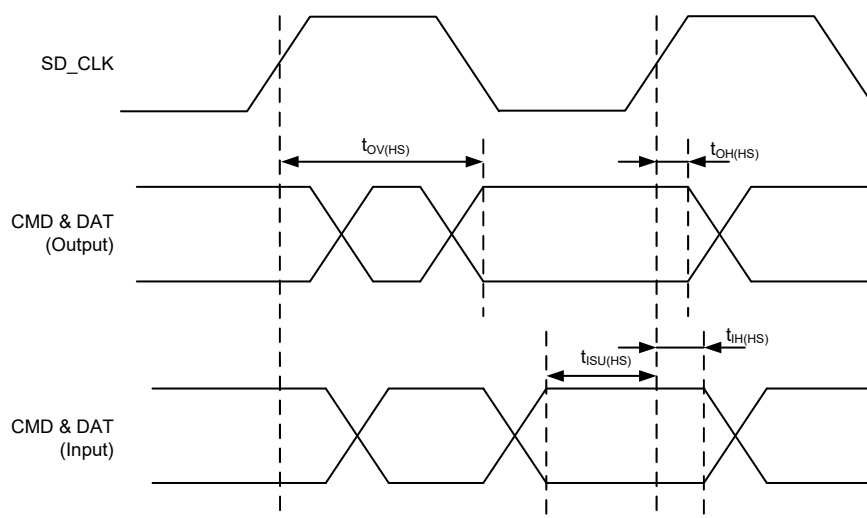 SD_CLK
tOV(HS)
tOH(HS)
CMD & DAT
(Output)
tIH(HS)
tISU(HS)
CMD & DAT
(Input)